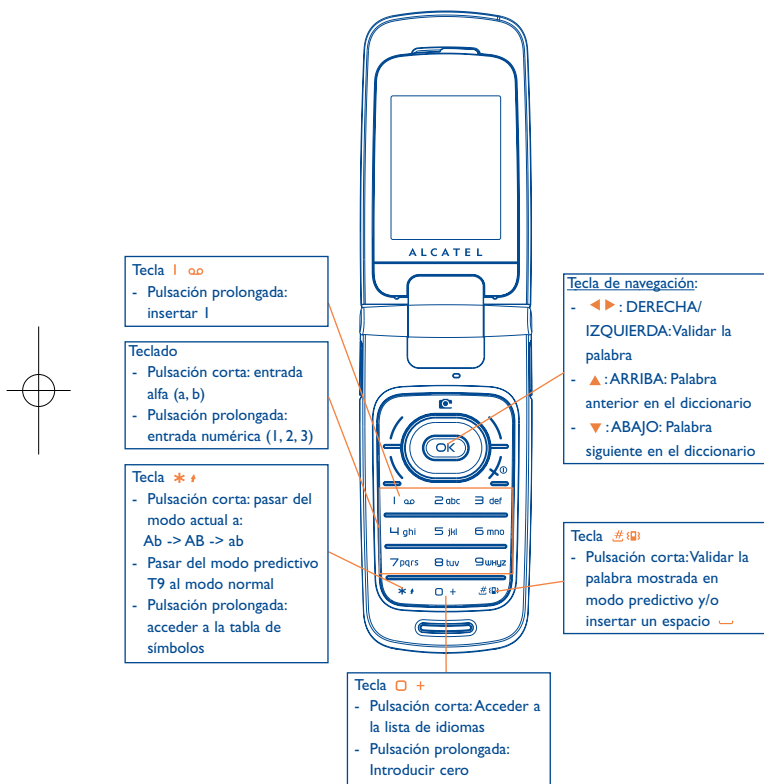 ALCATEL
Tecla 1
- Pulsación prolongada:
insertar 1
Teclado
- Pulsación corta: entrada
alfa (a, b)
- Pulsación prolongada:
entrada numérica (1, 2, 3)
Tecla *
- Pulsación corta: pasar del
modo actual a:
Ab -> AB -> ab
- Pasar del modo predictivo
T9 al modo normal
- Pulsación prolongada:
acceder a la tabla de
símbolos
OK
1
2 abc
3 def
4 ghi
5 jkl
6 mno
7 pqrs
8 tuv
9 wxyz
*
0 +
#
Tecla de navegación:
- ◀ ▶ : DERECHA/
IZQUIERDA: Validar la
palabra
- ▲ : ARRIBA: Palabra
anterior en el diccionario
- ▼ : ABAJO: Palabra
siguiente en el diccionario
Tecla #
- Pulsación corta: Validar la
palabra mostrada en
modo predictivo y/o
insertar un espacio
Tecla 0 +
- Pulsación corta: Acceder a
la lista de idiomas
- Pulsación prolongada:
Introducir cero